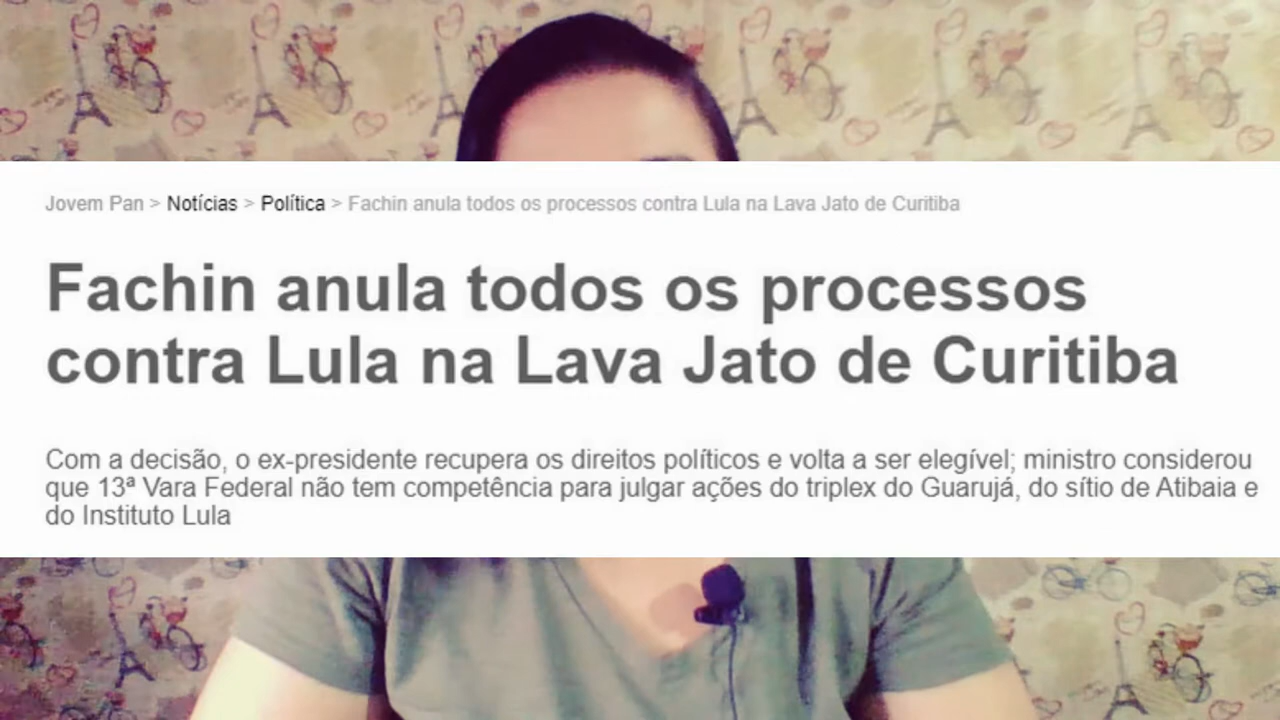 Jovem Pan > Notícias > Política > Fachin anula todos os processos contra Lula na Lava Jato de Curitiba
Fachin anula todos os processos
contra Lula na Lava Jato de Curitiba
Com a decisão, o ex-presidente recupera os direitos políticos e volta a ser elegível; ministro considerou
que 13ª Vara Federal não tem competência para julgar ações do triplex do Guarujá, do sítio de Atibaia e
do Instituto Lula